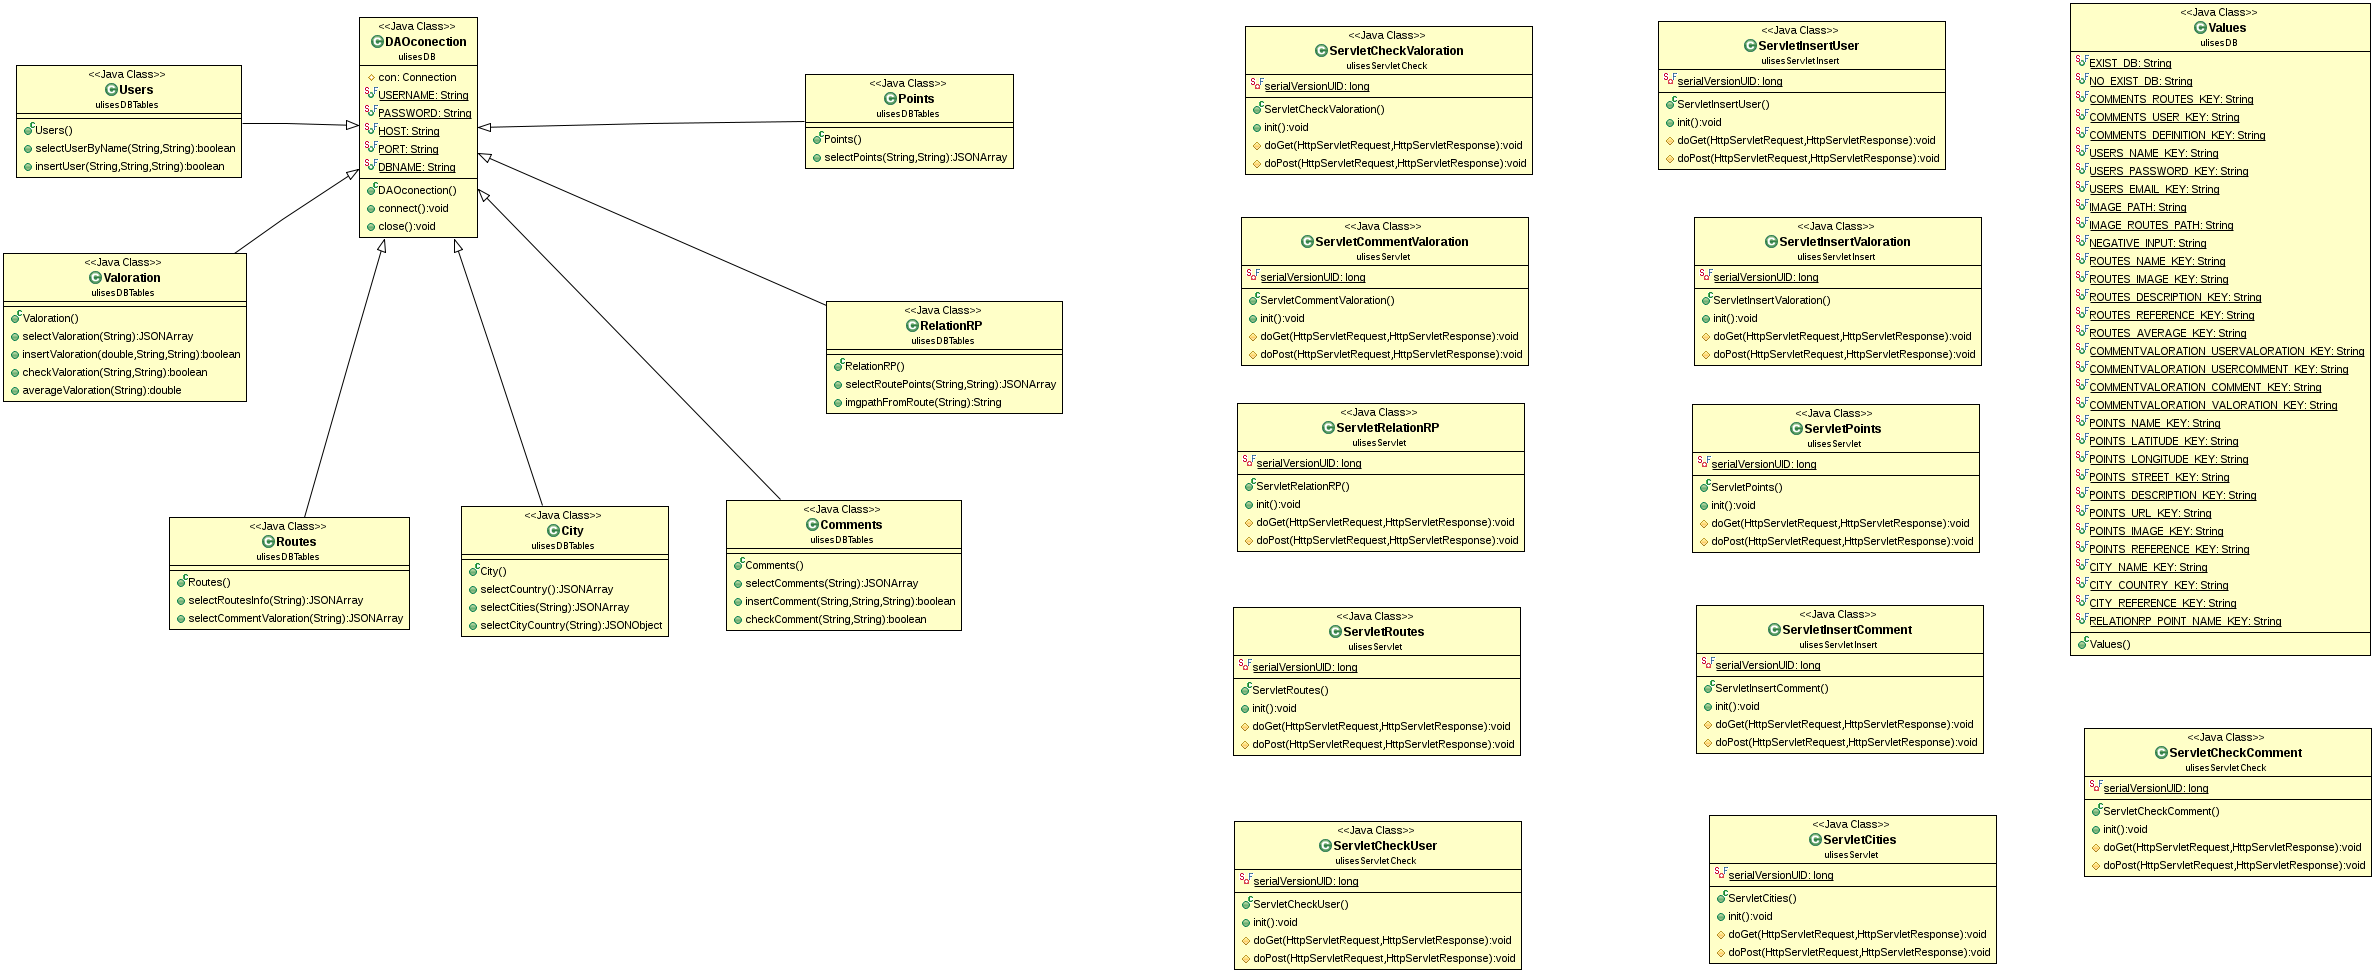 <<Java Class>>
DAOconection
ulisesDB
con: Connection
USERNAME: String
PASSWORD: String
HOST: String
PORT: String
DBNAME: String
DAOconection()
connect():void
close():void
<<Java Class>>
Users
ulisesDBTables
Users()
selectUserByName(String,String):boolean
insertUser(String,String,String):boolean
<<Java Class>>
Points
ulisesDBTables
Points()
selectPoints(String,String):JSONArray
<<Java Class>>
Valoration
ulisesDBTables
Valoration()
selectValoration(String):JSONArray
insertValoration(double,String,String):boolean
checkValoration(String,String):boolean
averageValoration(String):double
<<Java Class>>
RelationRP
ulisesDBTables
RelationRP()
selectRoutePoints(String,String):JSONArray
imgpathFromRoute(String):String
<<Java Class>>
Routes
ulisesDBTables
Routes()
selectRoutesInfo(String):JSONArray
selectCommentValoration(String):JSONArray
<<Java Class>>
City
ulisesDBTables
City()
selectCountry():JSONArray
selectCities(String):JSONArray
selectCityCountry(String):JSONObject
<<Java Class>>
Comments
ulisesDBTables
Comments()
selectComments(String):JSONArray
insertComment(String,String,String):boolean
checkComment(String,String):boolean
<<Java Class>>
ServletCheckValoration
ulisesServletCheck
serialVersionUID: long
ServletCheckValoration()
init():void
doGet(HttpServletRequest,HttpServletResponse):void
doPost(HttpServletRequest,HttpServletResponse):void
<<Java Class>>
ServletCommentValoration
ulisesServlet
serialVersionUID: long
ServletCommentValoration()
init():void
doGet(HttpServletRequest,HttpServletResponse):void
doPost(HttpServletRequest,HttpServletResponse):void
<<Java Class>>
ServletRelationRP
ulisesServlet
serialVersionUID: long
ServletRelationRP()
init():void
doGet(HttpServletRequest,HttpServletResponse):void
doPost(HttpServletRequest,HttpServletResponse):void
<<Java Class>>
ServletRoutes
ulisesServlet
serialVersionUID: long
ServletRoutes()
init():void
doGet(HttpServletRequest,HttpServletResponse):void
doPost(HttpServletRequest,HttpServletResponse):void
<<Java Class>>
ServletCheckUser
ulisesServletCheck
serialVersionUID: long
ServletCheckUser()
init():void
doGet(HttpServletRequest,HttpServletResponse):void
doPost(HttpServletRequest,HttpServletResponse):void
<<Java Class>>
ServletInsertUser
ulisesServletInsert
serialVersionUID: long
ServletInsertUser()
init():void
doGet(HttpServletRequest,HttpServletResponse):void
doPost(HttpServletRequest,HttpServletResponse):void
<<Java Class>>
ServletInsertValoration
ulisesServletInsert
serialVersionUID: long
ServletInsertValoration()
init():void
doGet(HttpServletRequest,HttpServletResponse):void
doPost(HttpServletRequest,HttpServletResponse):void
<<Java Class>>
ServletPoints
ulisesServlet
serialVersionUID: long
ServletPoints()
init():void
doGet(HttpServletRequest,HttpServletResponse):void
doPost(HttpServletRequest,HttpServletResponse):void
<<Java Class>>
ServletInsertComment
ulisesServletInsert
serialVersionUID: long
ServletInsertComment()
init():void
doGet(HttpServletRequest,HttpServletResponse):void
doPost(HttpServletRequest,HttpServletResponse):void
<<Java Class>>
ServletCities
ulisesServlet
serialVersionUID: long
ServletCities()
init():void
doGet(HttpServletRequest,HttpServletResponse):void
doPost(HttpServletRequest,HttpServletResponse):void
<<Java Class>>
Values
ulisesDB
EXIST_DB: String
NO_EXIST_DB: String
COMMENTS_ROUTES_KEY: String
COMMENTS_USER_KEY: String
COMMENTS_DEFINITION_KEY: String
USERS_NAME_KEY: String
USERS_PASSWORD_KEY: String
USERS_EMAIL_KEY: String
IMAGE_PATH: String
IMAGE_ROUTES_PATH: String
NEGATIVE_INPUT: String
ROUTES_NAME_KEY: String
ROUTES_IMAGE_KEY: String
ROUTES_DESCRIPTION_KEY: String
ROUTES_REFERENCE_KEY: String
ROUTES_AVERAGE_KEY: String
COMMENTVALORATION_USERVALORATION_KEY: String
COMMENTVALORATION_USERCOMMENT_KEY: String
COMMENTVALORATION_COMMENT_KEY: String
COMMENTVALORATION_VALORATION_KEY: String
POINTS_NAME_KEY: String
POINTS_LATITUDE_KEY: String
POINTS_LONGITUDE_KEY: String
POINTS_STREET_KEY: String
POINTS_DESCRIPTION_KEY: String
POINTS_URL_KEY: String
POINTS_IMAGE_KEY: String
POINTS_REFERENCE_KEY: String
CITY_NAME_KEY: String
CITY_COUNTRY_KEY: String
CITY_REFERENCE_KEY: String
RELATIONRP_POINT_NAME_KEY: String
Values()
<<Java Class>>
ServletCheckComment
ulisesServletCheck
serialVersionUID: long
ServletCheckComment()
init():void
doGet(HttpServletRequest,HttpServletResponse):void
doPost(HttpServletRequest,HttpServletResponse):void